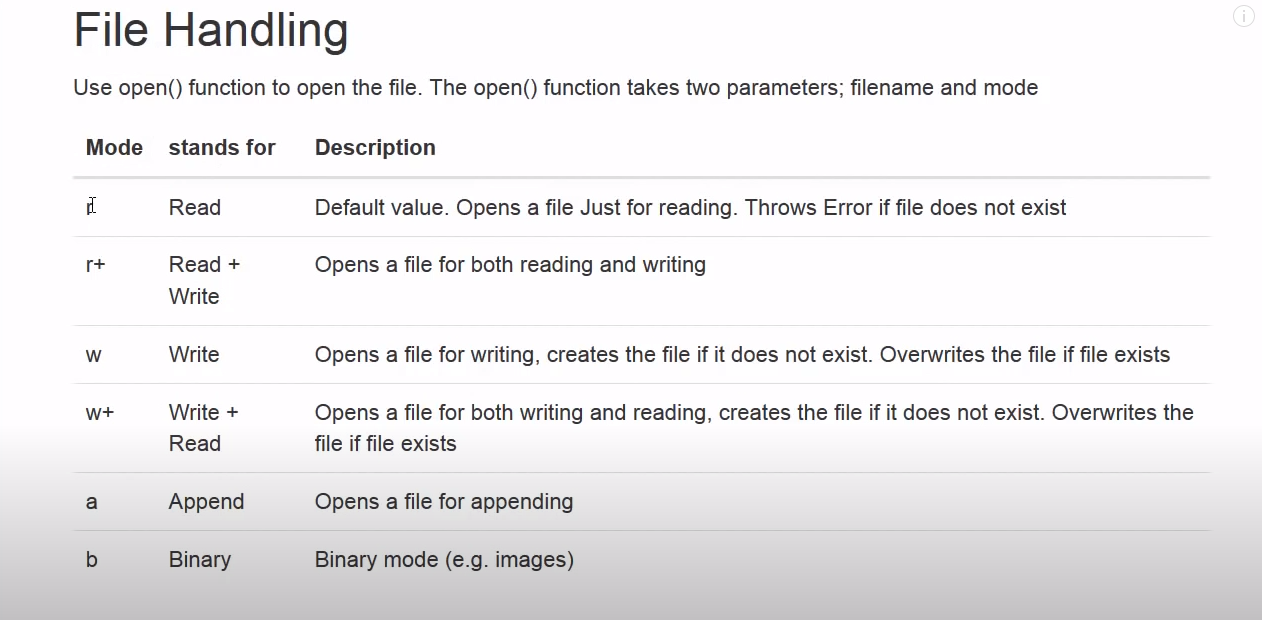 File Handling
Use open() function to open the file. The open() function takes two parameters; filename and mode
Mode stands for Description
r Read Default value. Opens a file Just for reading. Throws Error if file does not exist
r+ Read + Opens a file for both reading and writing
Write
w Write Opens a file for writing, creates the file if it does not exist. Overwrites the file if file exists
w+ Write + Opens a file for both writing and reading, creates the file if it does not exist. Overwrites the
Read file if file exists
a Append Opens a file for appending
b Binary Binary mode (e.g. images)